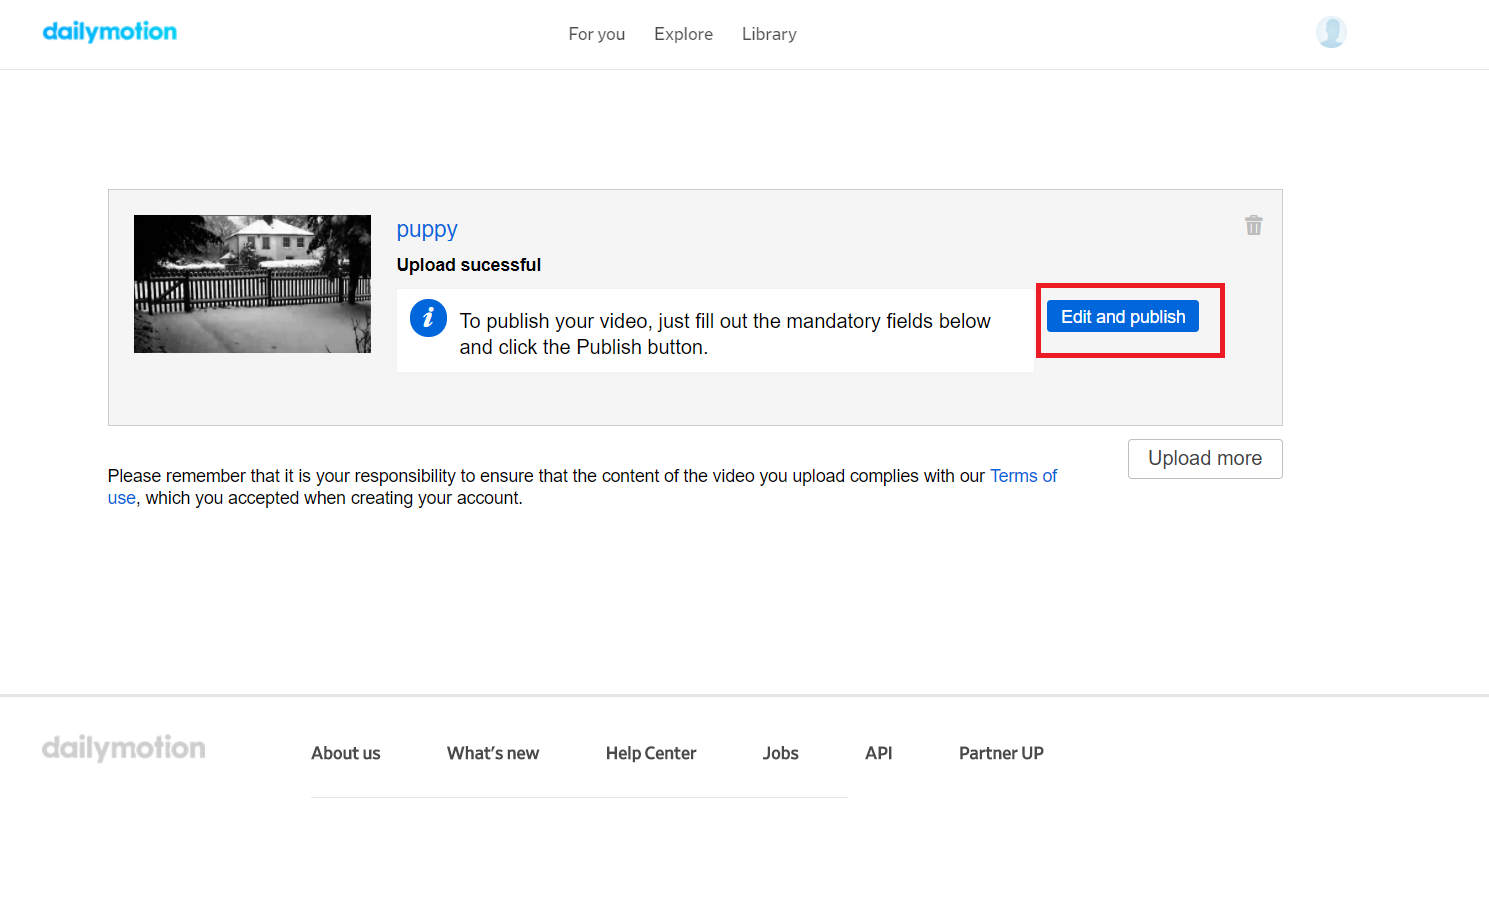 dailymotion
For you Explore Library
puppy
Upload sucessful
To publish your video, just fill out the mandatory fields below
and click the Publish button.
Edit and publish
Upload more
Please remember that it is your responsibility to ensure that the content of the video you upload complies with our Terms of
use, which you accepted when creating your account.
dailymotion
About us What's new Help Center Jobs API Partner UP